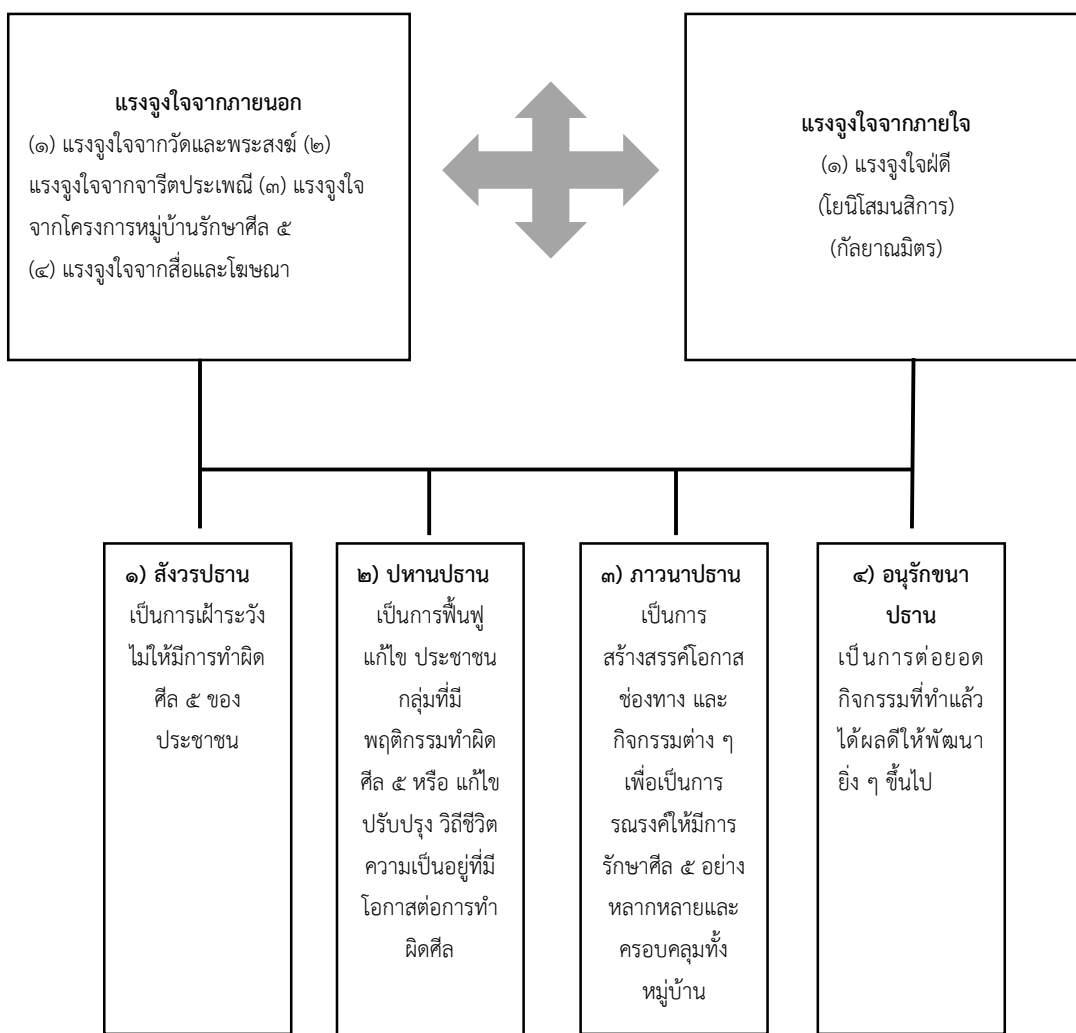 แรงจูงใจจากภายนอก
(๑) แรงจูงใจจากวัดและพระสงฆ์ (๒)
แรงจูงใจจากจารีตประเพณี (๓) แรงจูงใจ
จากโครงการหมู่บ้านรักษาศีล ๕
(๔) แรงจูงใจจากสื่อและโฆษณา
แรงจูงใจจากภายใจ
(๑) แรงจูงใจฝ่ดี
(โยนิโสมนสิการ)
(กัลยาณมิตร)
๑) สังวรปธาน
เป็นการเฝ้าระวัง
ไม่ให้มีการทำผิด
ศีล ๕ ของ
ประชาชน
๒) ปหานปธาน
เป็นการฟื้นฟู
แก้ไข ประชาชน
กลุ่มที่มี
พฤติกรรมทำผิด
ศีล ๕ หรือ แก้ไข
ปรับปรุง วิถีชีวิต
ความเป็นอยู่ที่มี
โอกาสต่อการทำ
ผิดศีล
๓) ภาวนาปธาน
เป็นการ
สร้างสรรค์โอกาส
ช่องทาง และ
กิจกรรมต่าง ๆ
เพื่อเป็นการ
รณรงค์ให้มีการ
รักษาศีล ๕ อย่าง
หลากหลายและ
ครอบคลุมทั้ง
หมู่บ้าน
๔) อนุรักขนา
ปธาน
เป็นการต่อยอด
กิจกรรมที่ทำแล้ว
ได้ผลดีให้พัฒนา
ยิ่ง ๆ ขึ้นไป